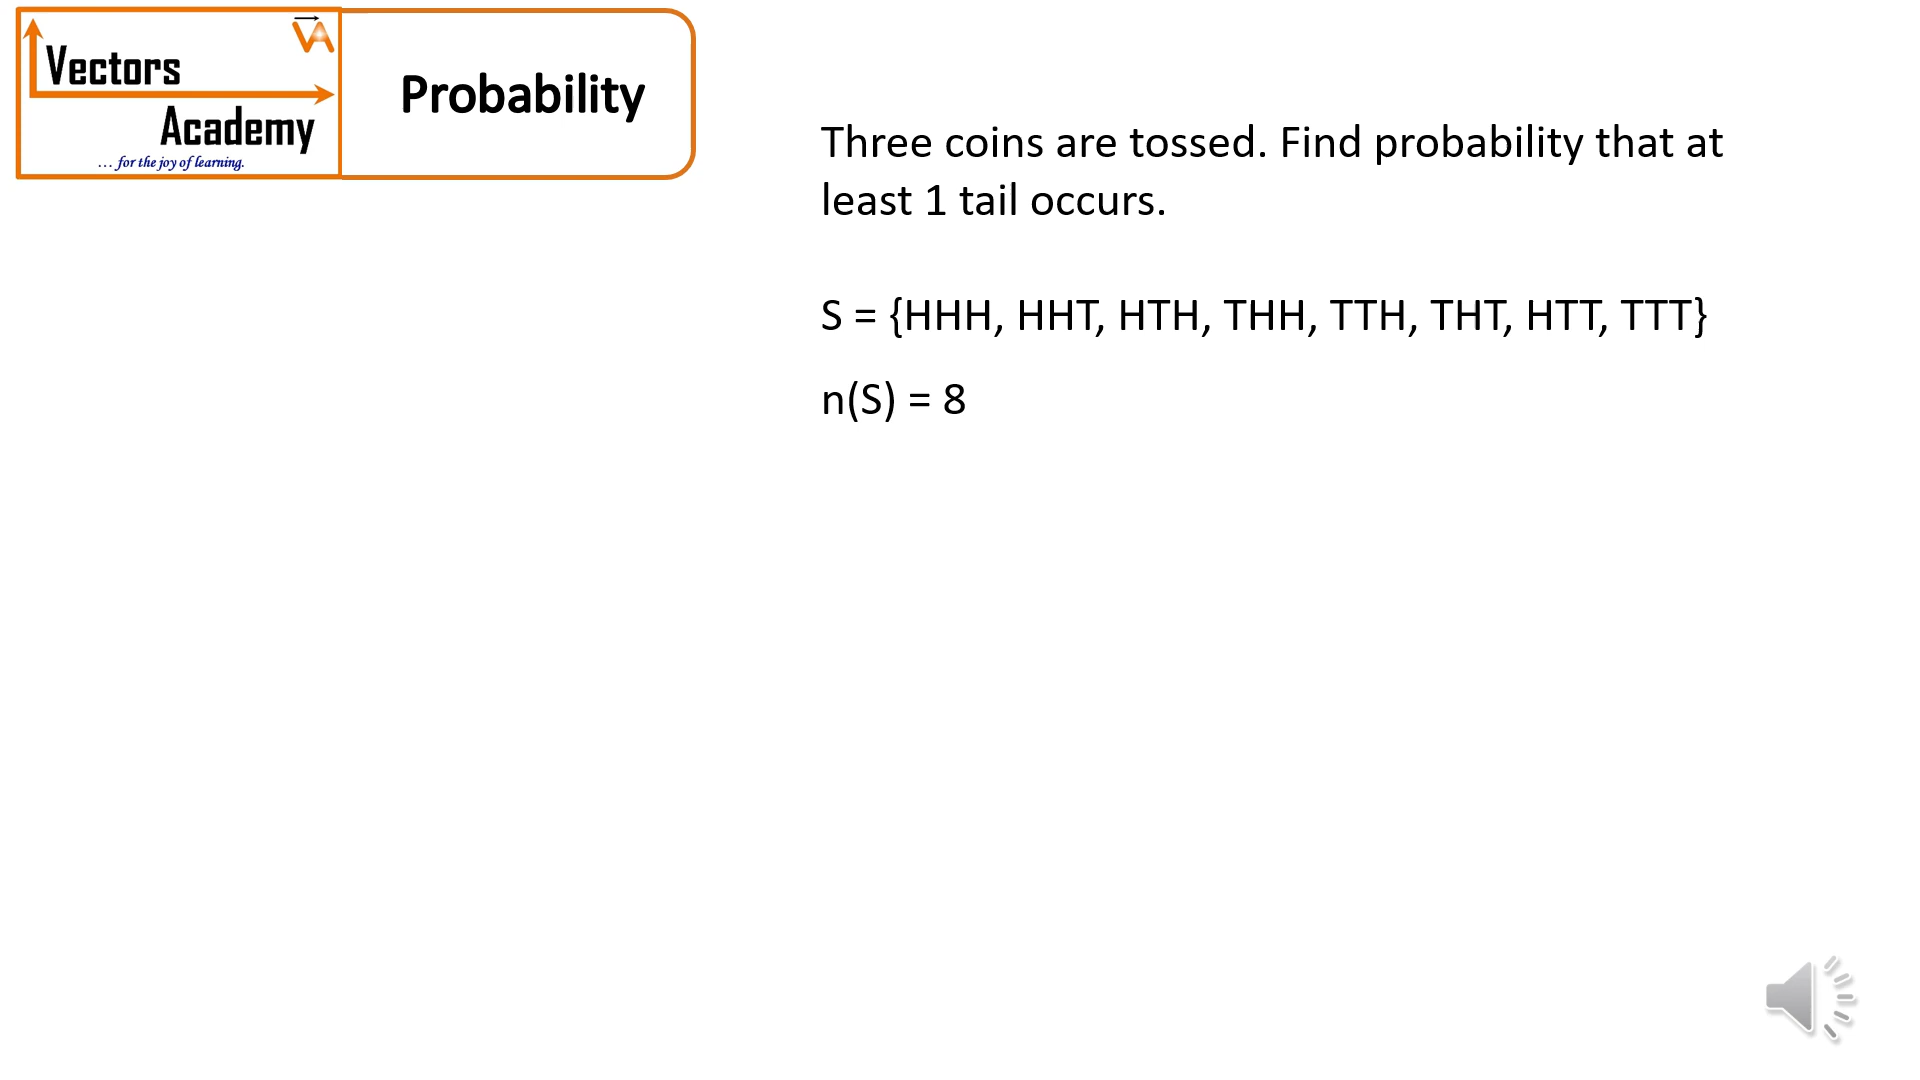 Vectors
Academy
... for the joy of learning.
Probability
Three coins are tossed. Find probability that at
least 1 tail occurs.
S = {HHH, HHT, HTH, THH, TTH, THT, HTT, TTT}
n(S) = 8